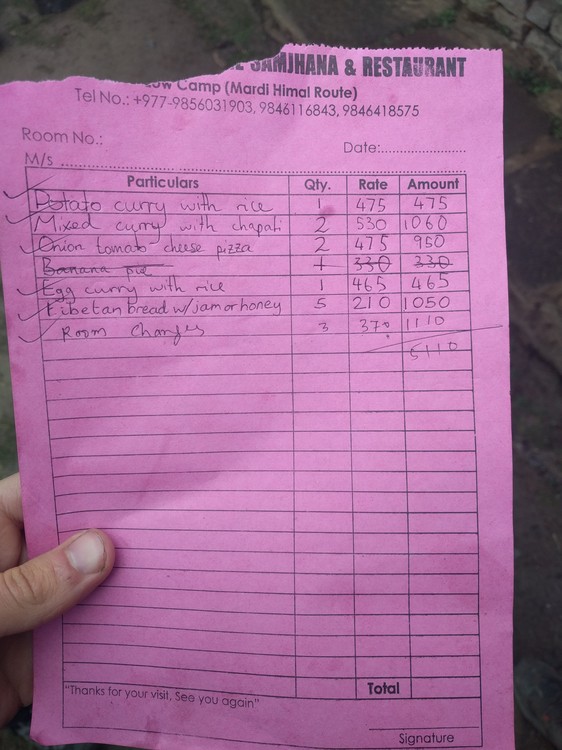 SAMJHANA & RESTAURANT
Low Camp (Mardi Himal Route)
Tel No.: +977-9856031903, 9846116843, 9846418575
Room No.:
Date:....................
M/s ....................
Particulars Qty. Rate Amount
Potato curry with rice 1 475 475
Mixed curry with chapati 2 530 1060
Onion tomato cheese pizza 2 475 950
Banana pie 1 330 330
Egg curry with rice 1 465 465
Tibetan bread w/jam or honey 5 210 1050
Room Charges 3 370 1110
5110
Total
"Thanks for your visit, See you again"
Signature